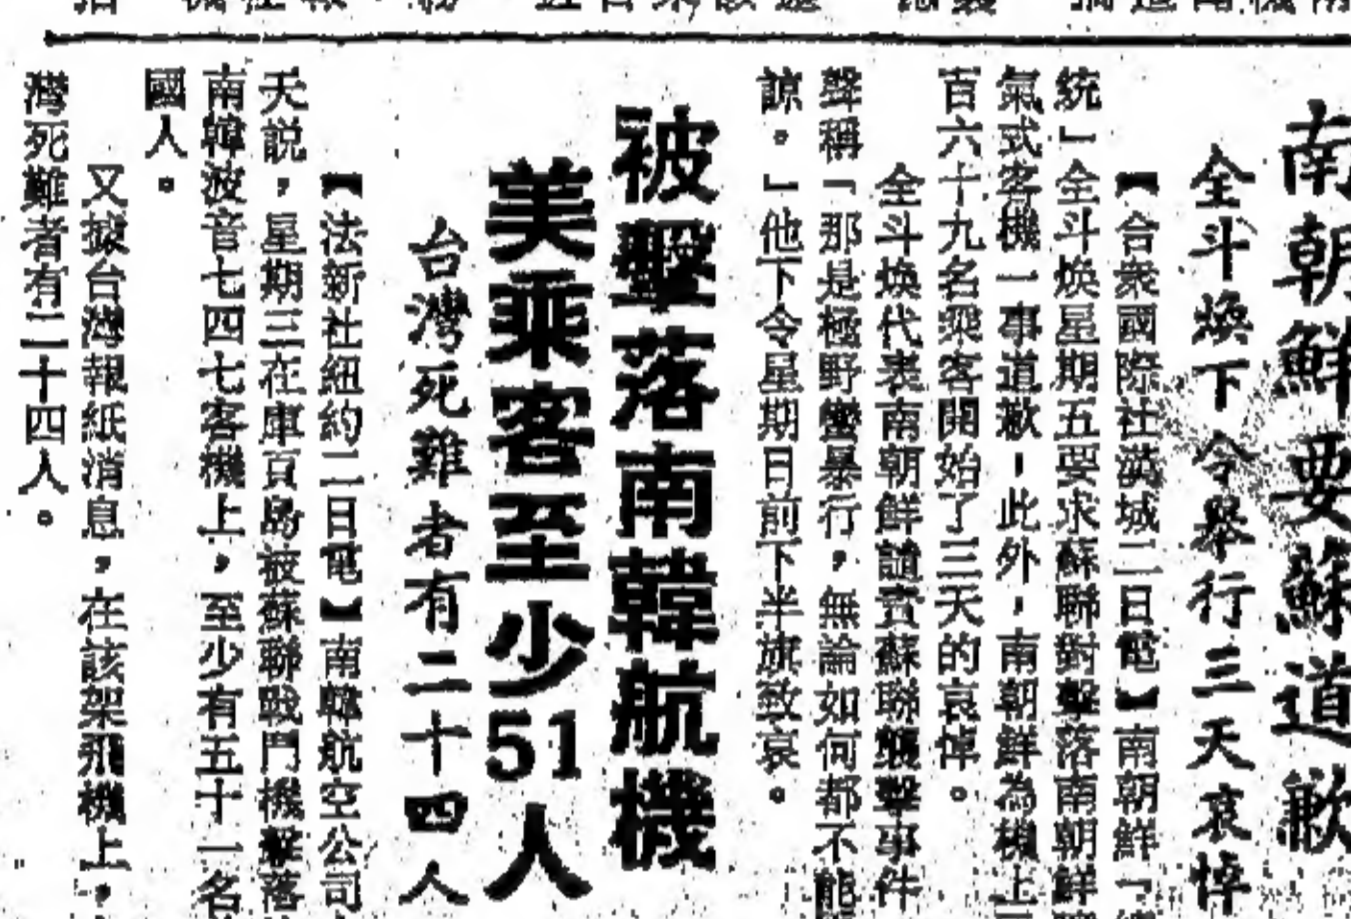 南朝鮮要蘇道歉
全斗煥下令舉行三天哀悼
【合衆國際社漢城二日電】南朝鮮「
統」全斗煥星期五要求蘇聯對擊落南朝鮮
氣式客機一事道歉,此外,南朝鮮為機上
百六十九名乘客開始了三天的哀悼。
全斗煥代表南朝鮮譴責蘇聯襲擊事件
聲稱「那是極野蠻暴行,無論如何都不能
諒。」他下令星期日前下半旗致哀。
被擊落南韓航機
美乘客至少51人
台灣死難者有二十四人
【法新社紐約二日電】南韓航空公司
天說,星期三在庫頁島被蘇聯戰鬥機擊落
南韓波音七四七客機上,至少有五十一名
國人。
又據台灣報紙消息,在該架飛機上,
灣死難者有二十四人。